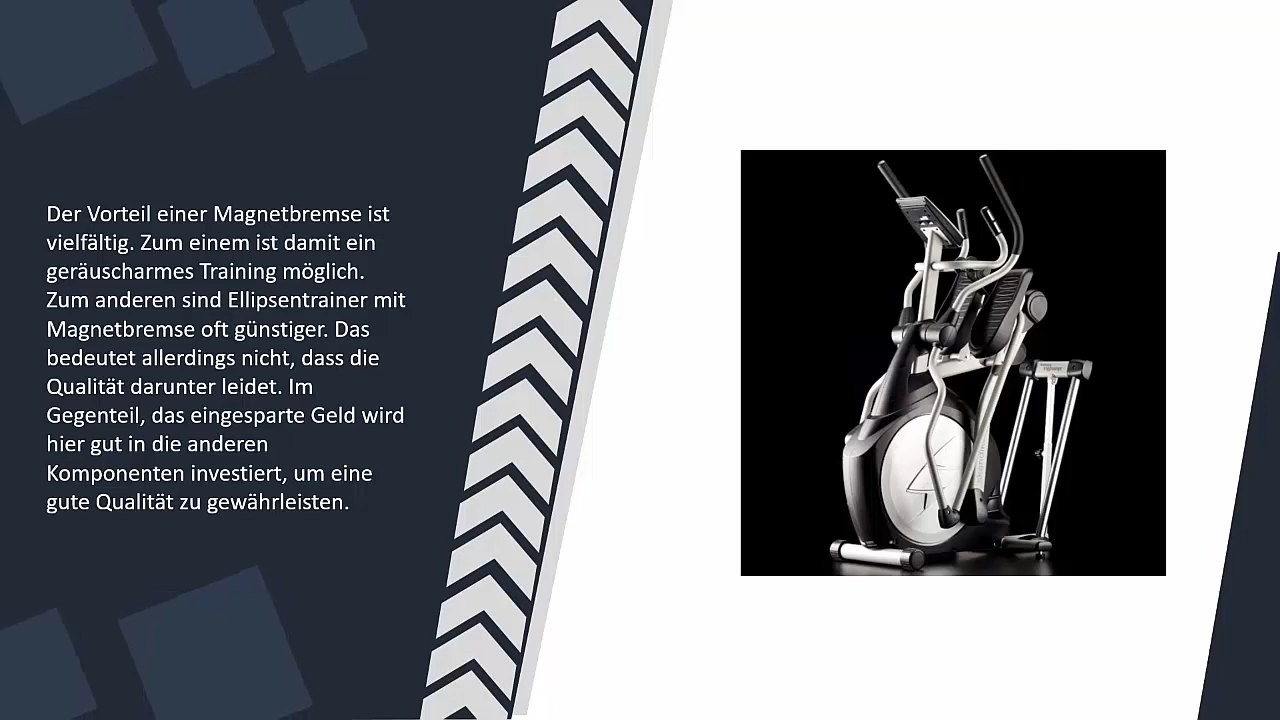 Der Vorteil einer Magnetbremse ist
vielfältig. Zum einem ist damit ein
geräuscharmes Training möglich.
Zum anderen sind Ellipsentrainer mit
Magnetbremse oft günstiger. Das
bedeutet allerdings nicht, dass die
Qualität darunter leidet. Im
Gegenteil, das eingesparte Geld wird
hier gut in die anderen
Komponenten investiert, um eine
gute Qualität zu gewährleisten.